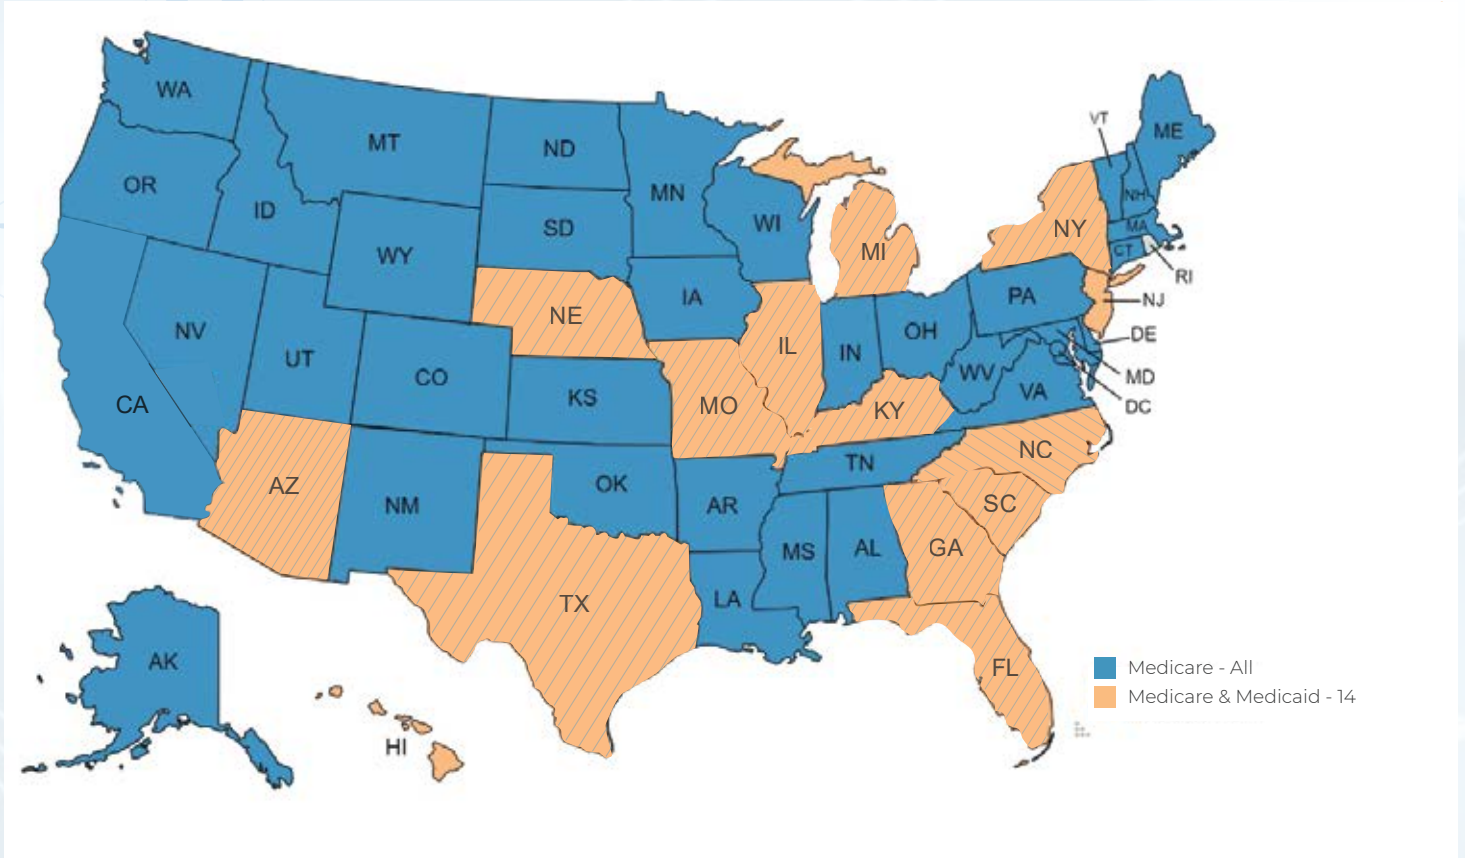 WA
MT
ND
MN
VT
ME
OR
ID
SD
WI
NH
WY
MI
NY
MA
CT
RI
IA
NE
PA
NJ
NV
UT
CO
IL
IN
OH
DE
KS
WV
VA
MD
CA
MO
KY
DC
AZ
NM
OK
AR
TN
NC
SC
MS
AL
GA
TX
LA
AK
HI
FL
Medicare - All
Medicare & Medicaid - 14